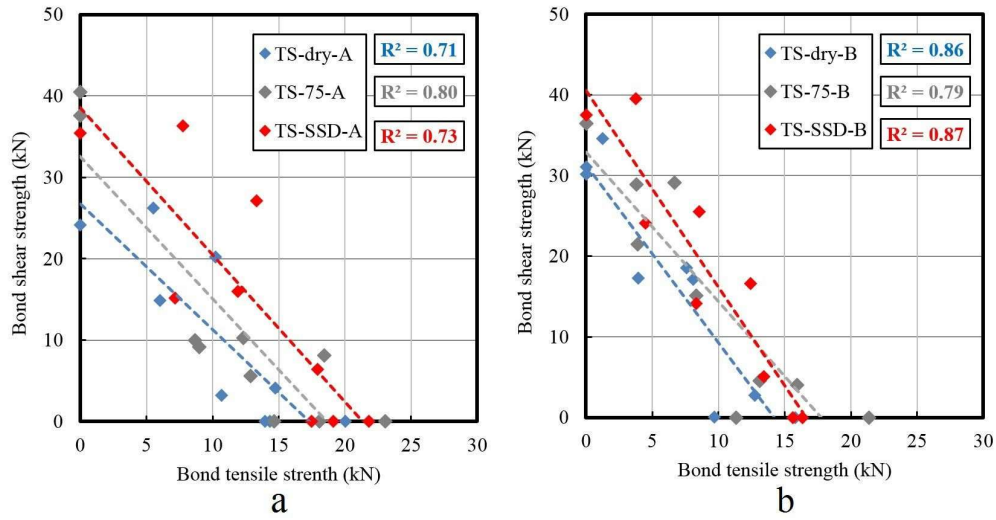 50
40
30
20
10
0
0 5 10 15 20 25 30
Bond shear strength (kN)
Bond tensile strenth (kN)
TS-dry-A
TS-75-A
TS-SSD-A
R² = 0.71
R² = 0.80
R² = 0.73
a
50
40
30
20
10
0
0 5 10 15 20 25 30
Bond shear strength (kN)
Bond tensile strength (kN)
TS-dry-B
TS-75-B
TS-SSD-B
R² = 0.86
R² = 0.79
R² = 0.87
b